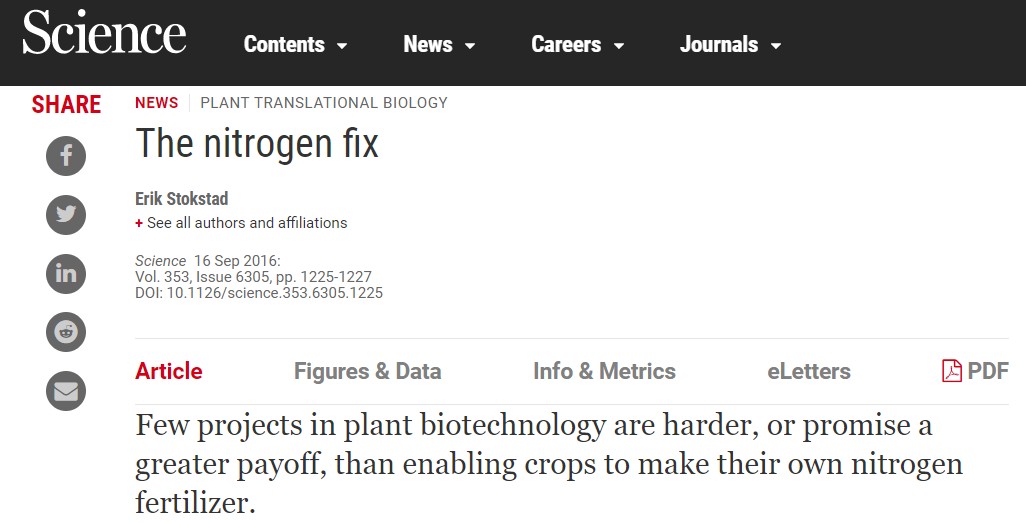 Science
Contents
News
Careers
Journals
SHARE
NEWS PLANT TRANSLATIONAL BIOLOGY
The nitrogen fix
Erik Stokstad
+ See all authors and affiliations
Science 16 Sep 2016:
Vol. 353, Issue 6305, pp. 1225-1227
DOI: 10.1126/science.353.6305.1225
Article
Figures & Data
Info & Metrics
eLetters
PDF
Few projects in plant biotechnology are harder, or promise a
greater payoff, than enabling crops to make their own nitrogen
fertilizer.